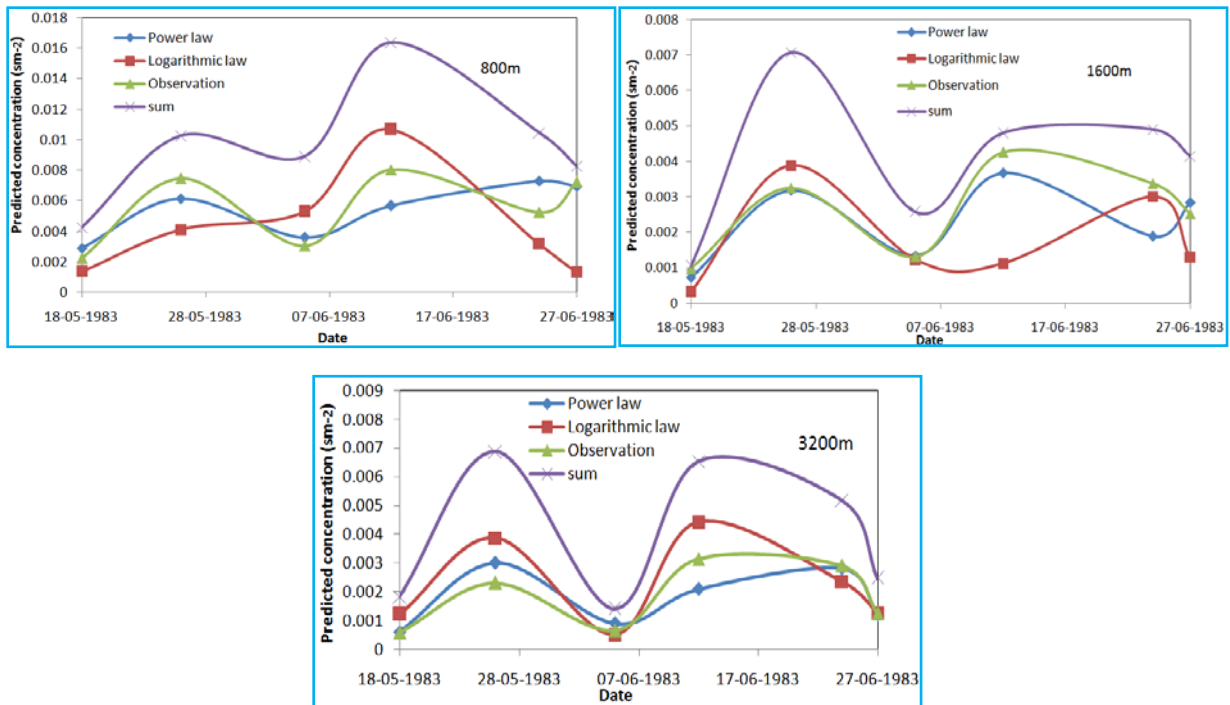 Predicted concentration (sm-2)
0.018
0.016
0.014
0.012
0.01
0.008
0.006
0.004
0.002
0
Power law
Logarithmic law
Observation
sum
800m
18-05-1983 28-05-1983 07-06-1983 17-06-1983 27-06-1983
Date
Predicted concentration (sm-2)
0.008
0.007
0.006
0.005
0.004
0.003
0.002
0.001
0
Power law
Logarithmic law
Observation
sum
1600m
18-05-1983 28-05-1983 07-06-1983 17-06-1983 27-06-1983
Date
Predicted concentration (sm-2)
0.009
0.008
0.007
0.006
0.005
0.004
0.003
0.002
0.001
0
Power law
Logarithmic law
Observation
sum
3200m
18-05-1983 28-05-1983 07-06-1983 17-06-1983 27-06-1983
Date